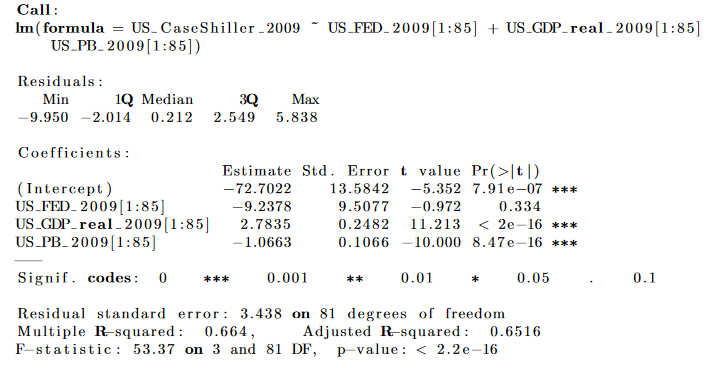 Call:
lm(formula = US_CaseShiller_2009 ~ US_FED_2009[1:85] + US_GDP_real_2009[1:85]
US_PB_2009[1:85])
Residuals:
Min 1Q Median 3Q Max
−9.950 −2.014 0.212 2.549 5.838
Coefficients:
Estimate Std. Error t value Pr(>|t|)
(Intercept) −72.7022 13.5842 −5.352 7.91e−07 ***
US_FED_2009[1:85] −9.2378 9.5077 −0.972 0.334
US_GDP_real_2009[1:85] 2.7835 0.2482 11.213 < 2e−16 ***
US_PB_2009[1:85] −1.0663 0.1066 −10.000 8.47e−16 ***
Signif. codes: 0 *** 0.001 ** 0.01 * 0.05 . 0.1
Residual standard error: 3.438 on 81 degrees of freedom
Multiple R−squared: 0.664, Adjusted R−squared: 0.6516
F−statistic: 53.37 on 3 and 81 DF, p−value: < 2.2e−16